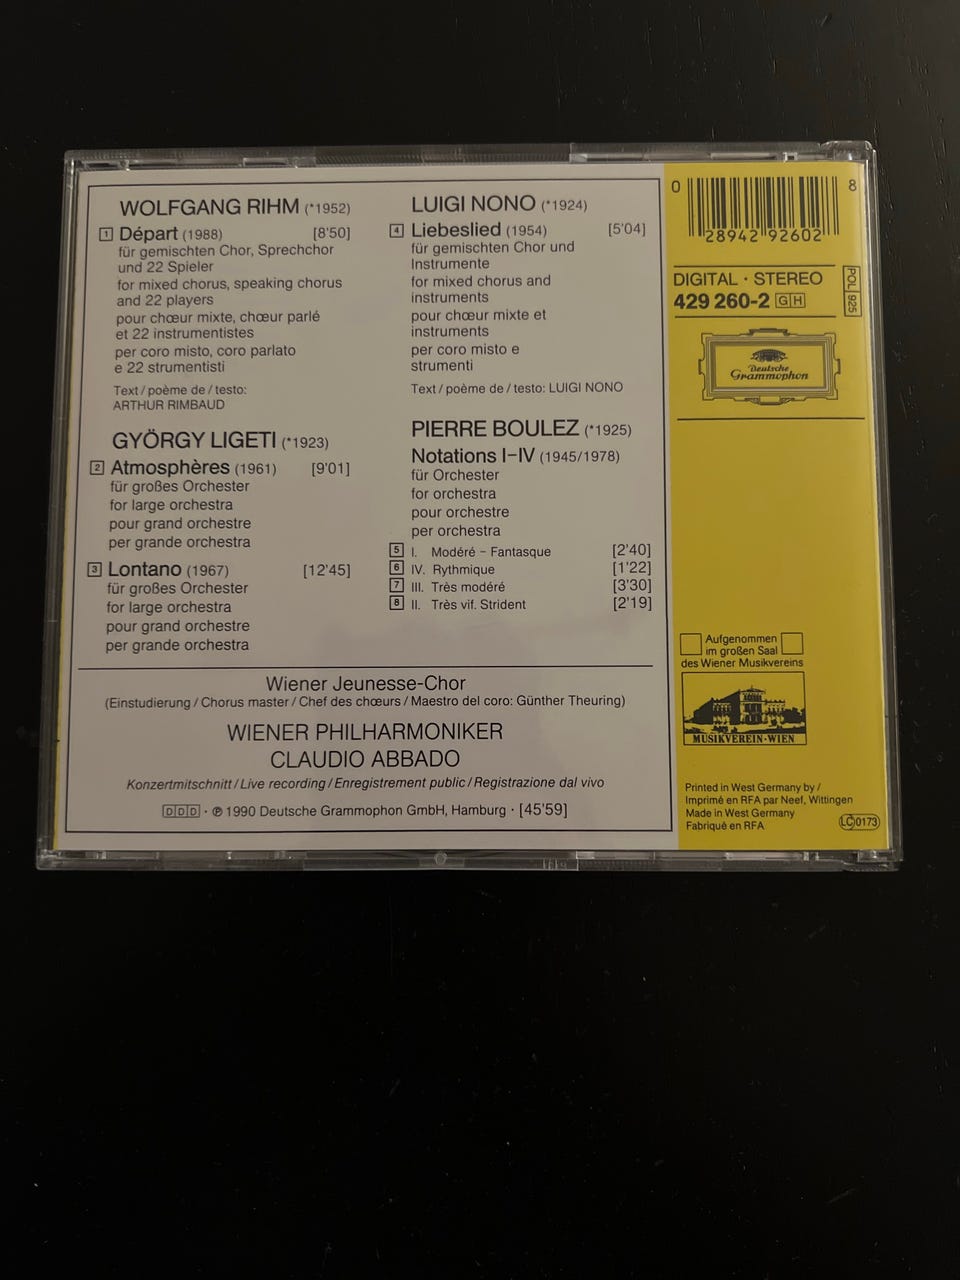 WOLFGANG RIHM (*1952)
1 Départ (1988) [8'50]
für gemischten Chor, Sprechchor
und 22 Spieler
for mixed chorus, speaking chorus
and 22 players
pour chœur mixte, chœur parlé
et 22 instrumentistes
per coro misto, coro parlato
e 22 strumentisti
Text / poème de / testo:
ARTHUR RIMBAUD
GYÖRGY LIGETI (*1923)
2 Atmosphères (1961) [9'01]
für großes Orchester
for large orchestra
pour grand orchestre
per grande orchestra
3 Lontano (1967) [12'45]
für großes Orchester
for large orchestra
pour grand orchestre
per grande orchestra
LUIGI NONO (*1924)
4 Liebeslied (1954) [5'04]
für gemischten Chor und
Instrumente
for mixed chorus and
instruments
pour chœur mixte et
instruments
per coro misto e
strumenti
Text / poème de / testo: LUIGI NONO
PIERRE BOULEZ (*1925)
Notations I–IV (1945/1978)
für Orchester
for orchestra
pour orchestre
per orchestra
5 I. Modéré – Fantasque [2'40]
6 IV. Rythmique [1'22]
7 III. Très modéré [3'30]
8 II. Très vif. Strident [2'19]
Wiener Jeunesse-Chor
(Einstudierung / Chorus master / Chef des chœurs / Maestro del coro: Günther Theuring)
WIENER PHILHARMONIKER
CLAUDIO ABBADO
Konzertmitschnitt / Live recording / Enregistrement public / Registrazione dal vivo
DDD · ℗ 1990 Deutsche Grammophon GmbH, Hamburg · [45'59]
0 28942 92602 8
DIGITAL · STEREO
429 260-2 GH
POL 925
Deutsche
Grammophon
Aufgenommen
im großen Saal
des Wiener Musikvereins
MUSIKVEREIN·WIEN
Printed in West Germany by /
Imprimé en RFA par Neef, Wittingen
Made in West Germany
Fabriqué en RFA
LC 0173